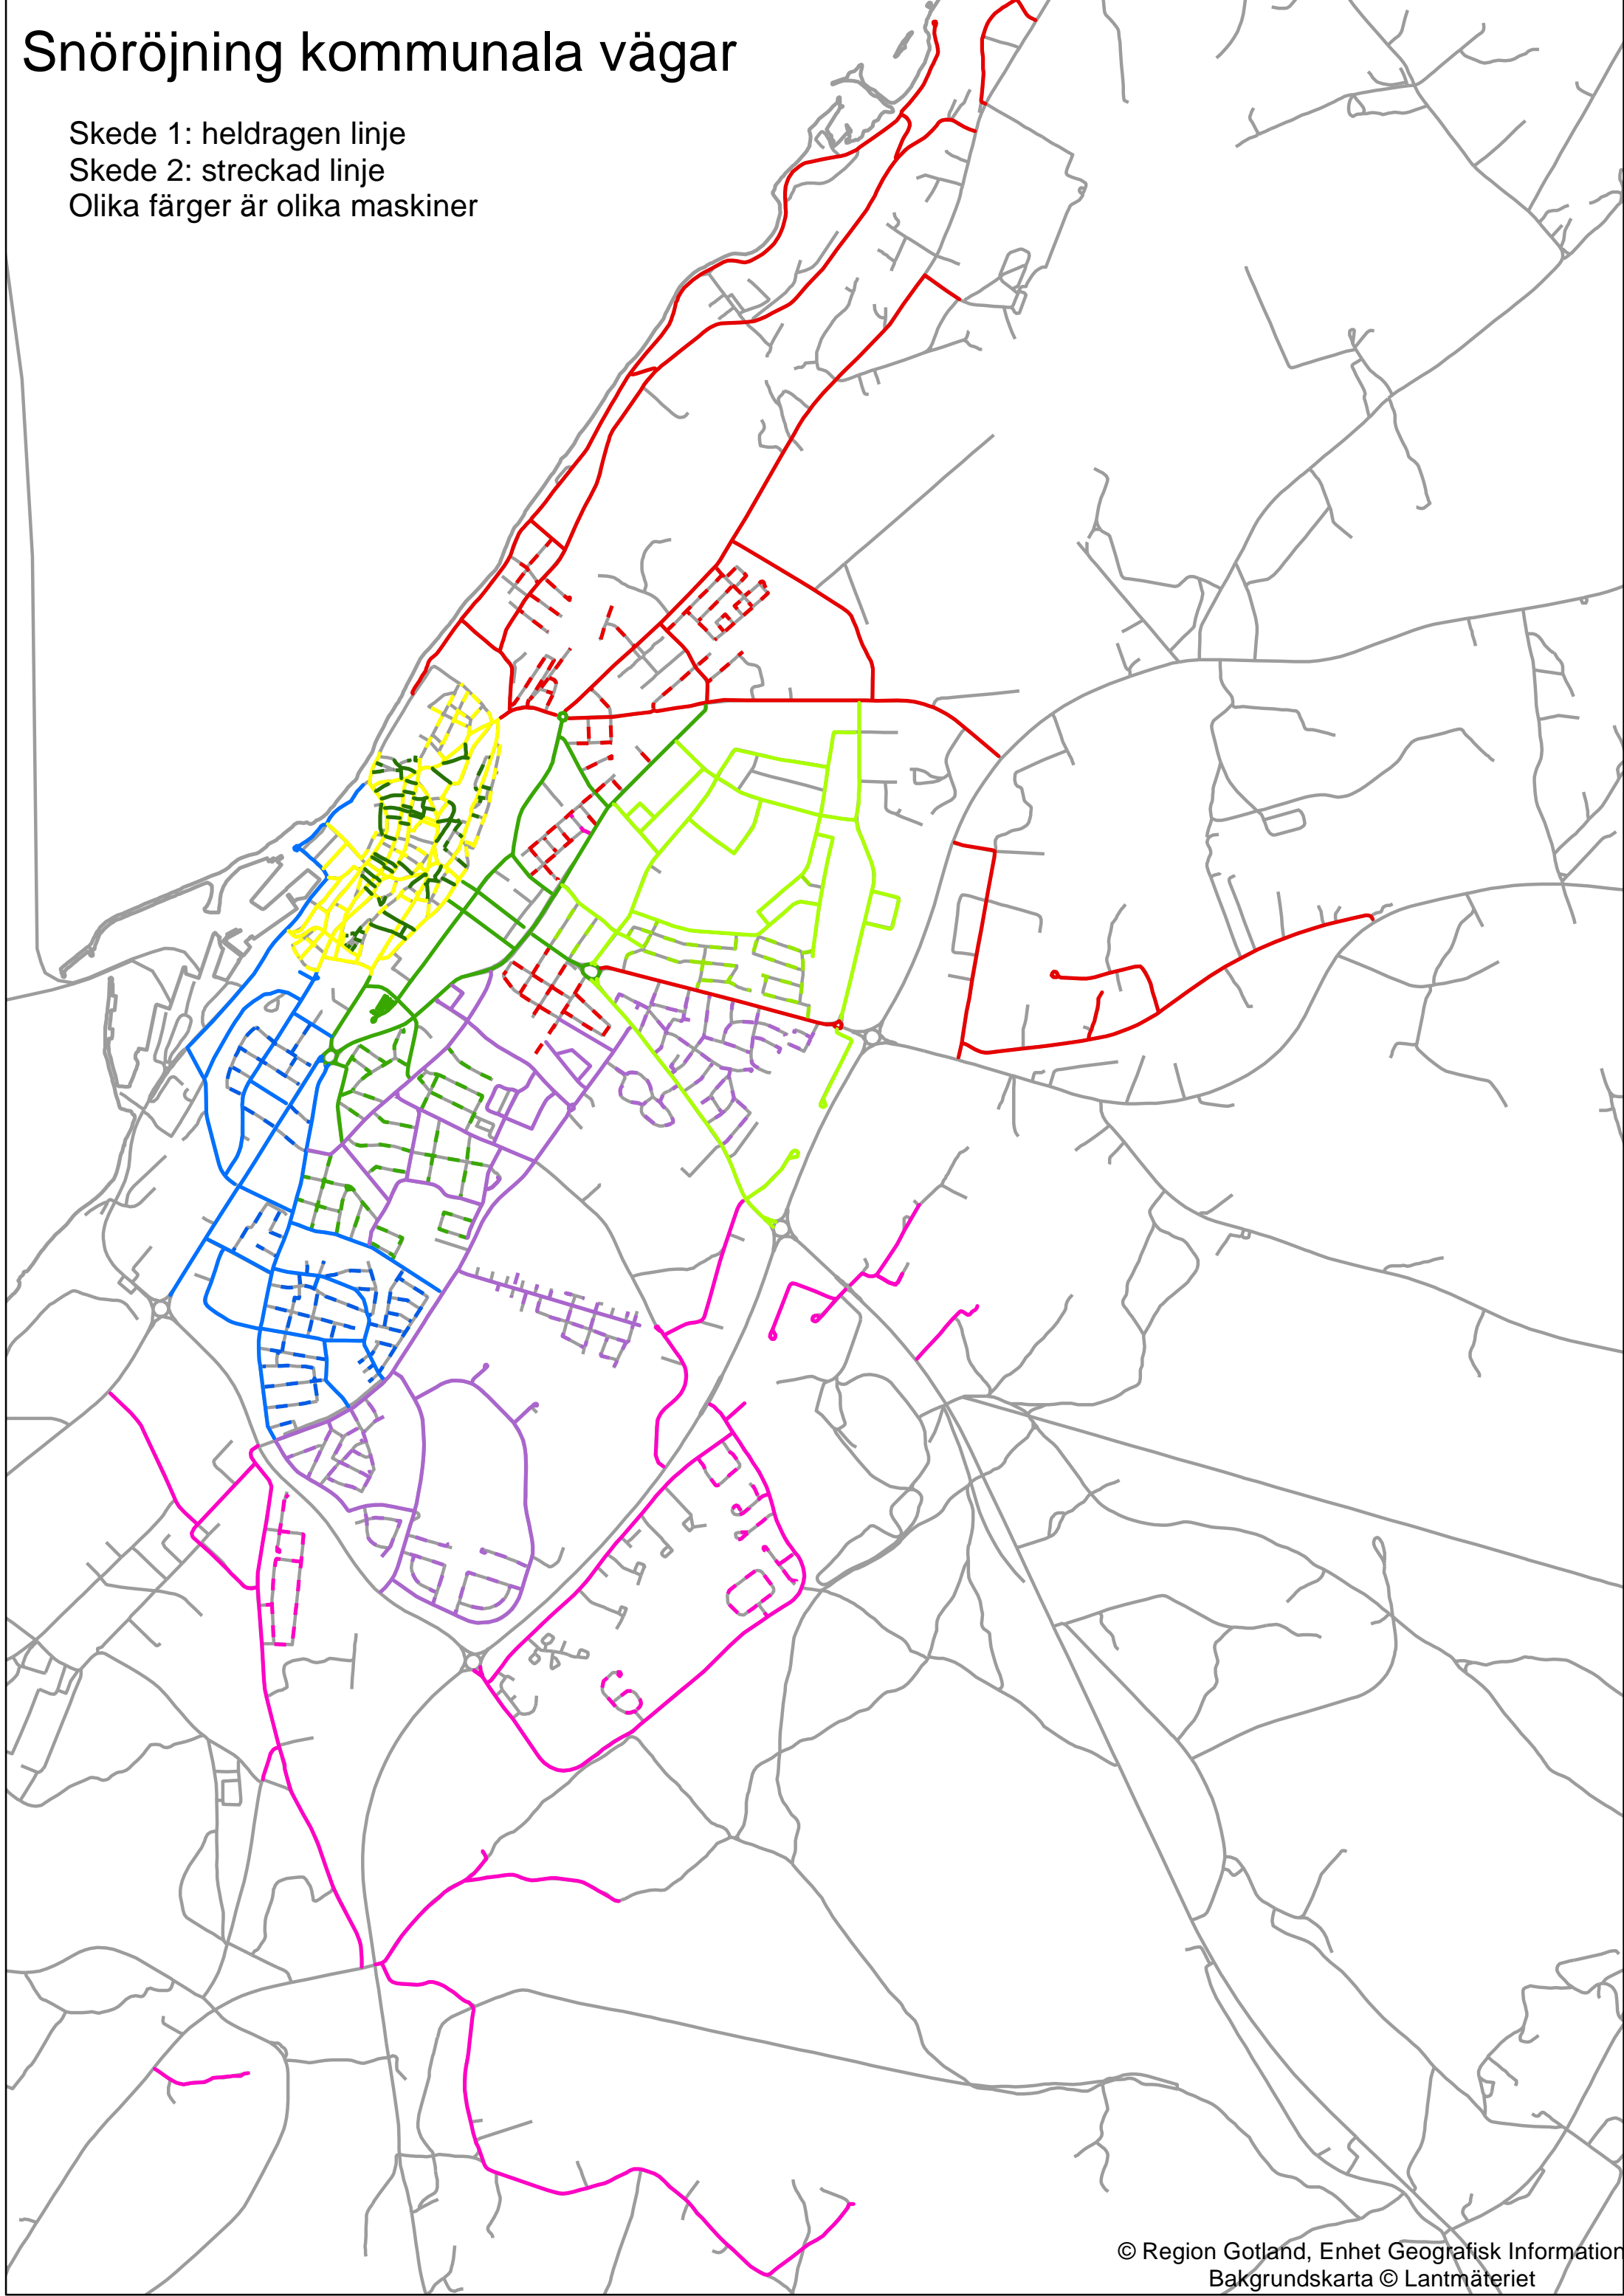 Snöröjning kommunala vägar
Skede 1: heldragen linje
Skede 2: streckad linje
Olika färger är olika maskiner
© Region Gotland, Enhet Geografisk Information
Bakgrundskarta © Lantmäteriet